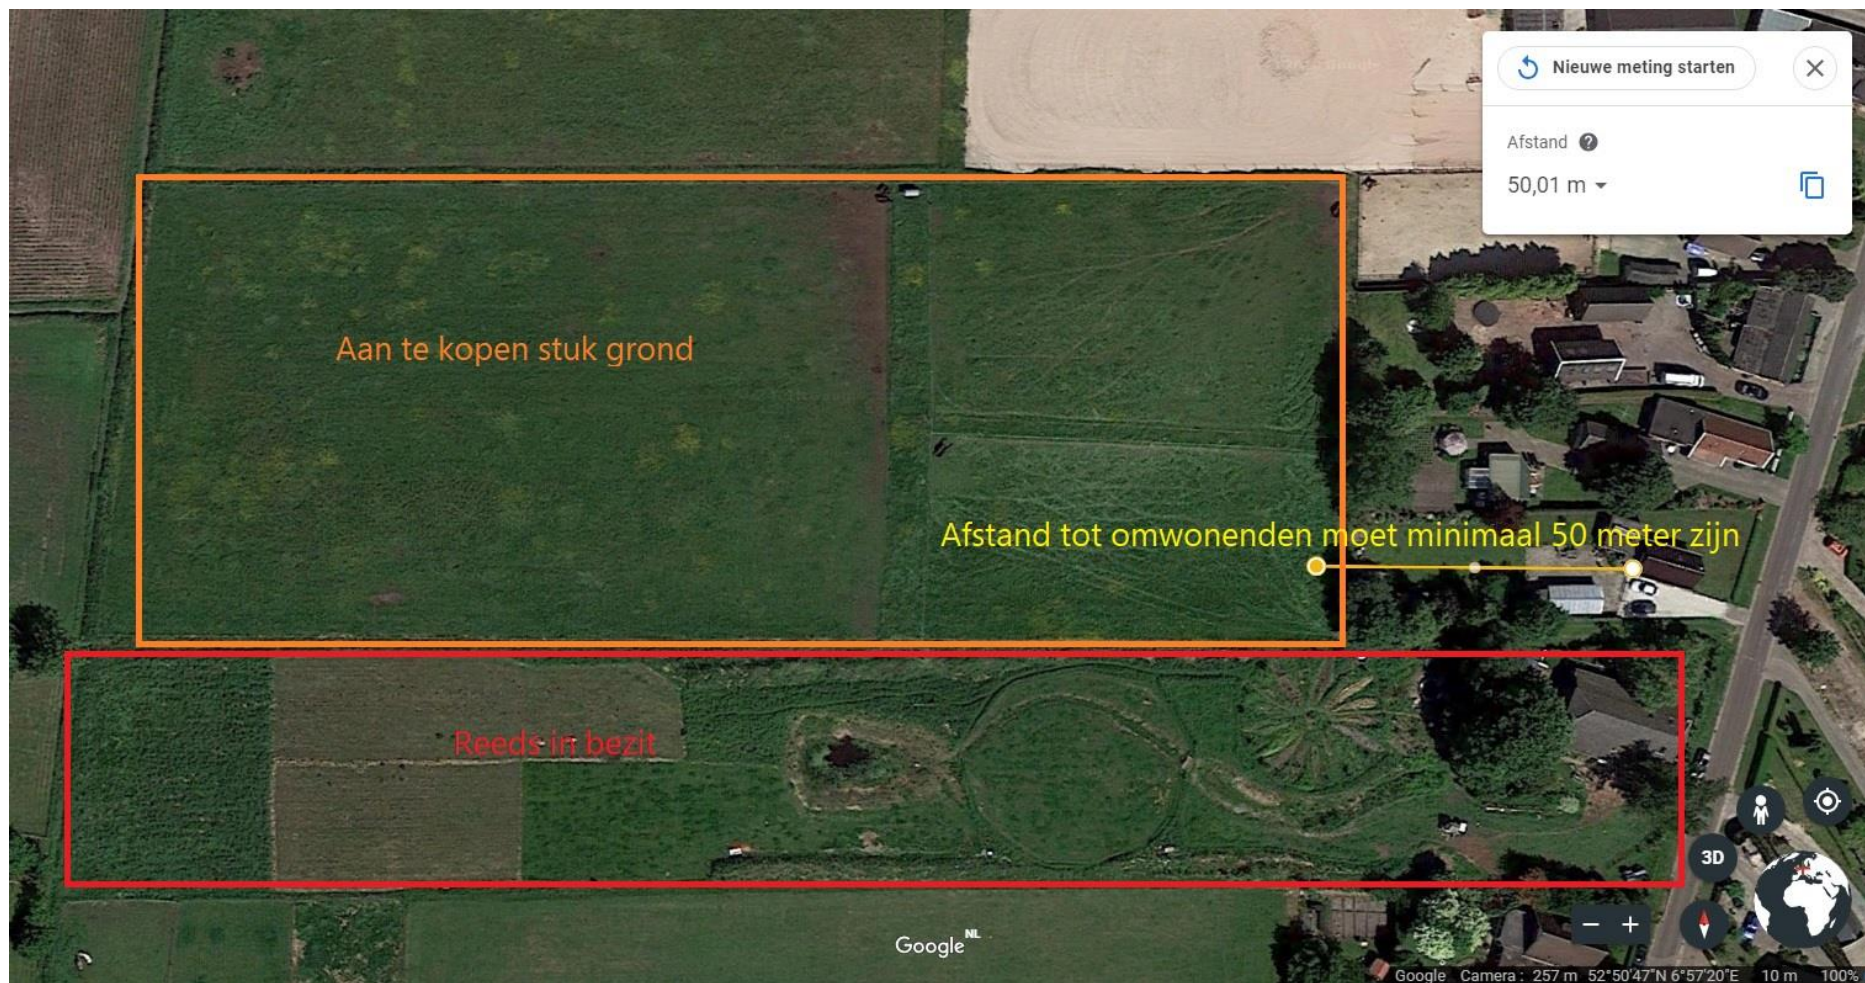 Nieuwe meting starten
Afstand ?
50,01 m
Aan te kopen stuk grond
Afstand tot omwonenden moet minimaal 50 meter zijn
Reeds in bezit
3D
Google NL
Google Camera : 257 m 52°50'47"N 6°57'20"E 10 m 100%